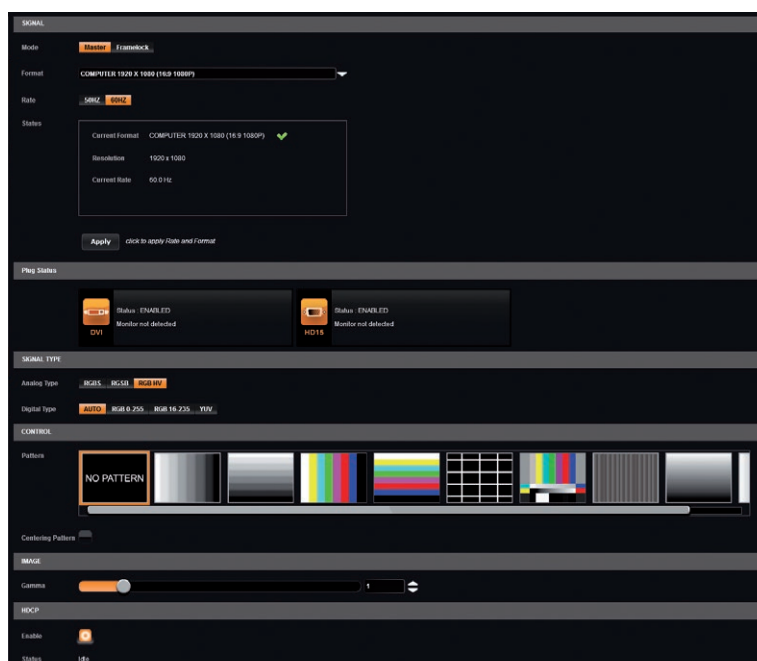 SIGNAL
Mode Master Framelock
Format COMPUTER 1920 X 1080 (16:9 1080P)
Rate 50HZ 60HZ
Status
Current Format COMPUTER 1920 X 1080 (16:9 1080P)
Resolution 1920 x 1080
Current Rate 60.0 Hz
Apply click to apply Rate and Format
Plug Status
Status : ENABLED
Monitor not detected
DVI
Status : ENABLED
Monitor not detected
HD15
SIGNAL TYPE
Analog Type RGBS RGSB RGB HV
Digital Type AUTO RGB 0-255 RGB 16-235 YUV
CONTROL
Pattern
NO PATTERN
Centering Pattern
IMAGE
Gamma 1
HDCP
Enable
Status Idle